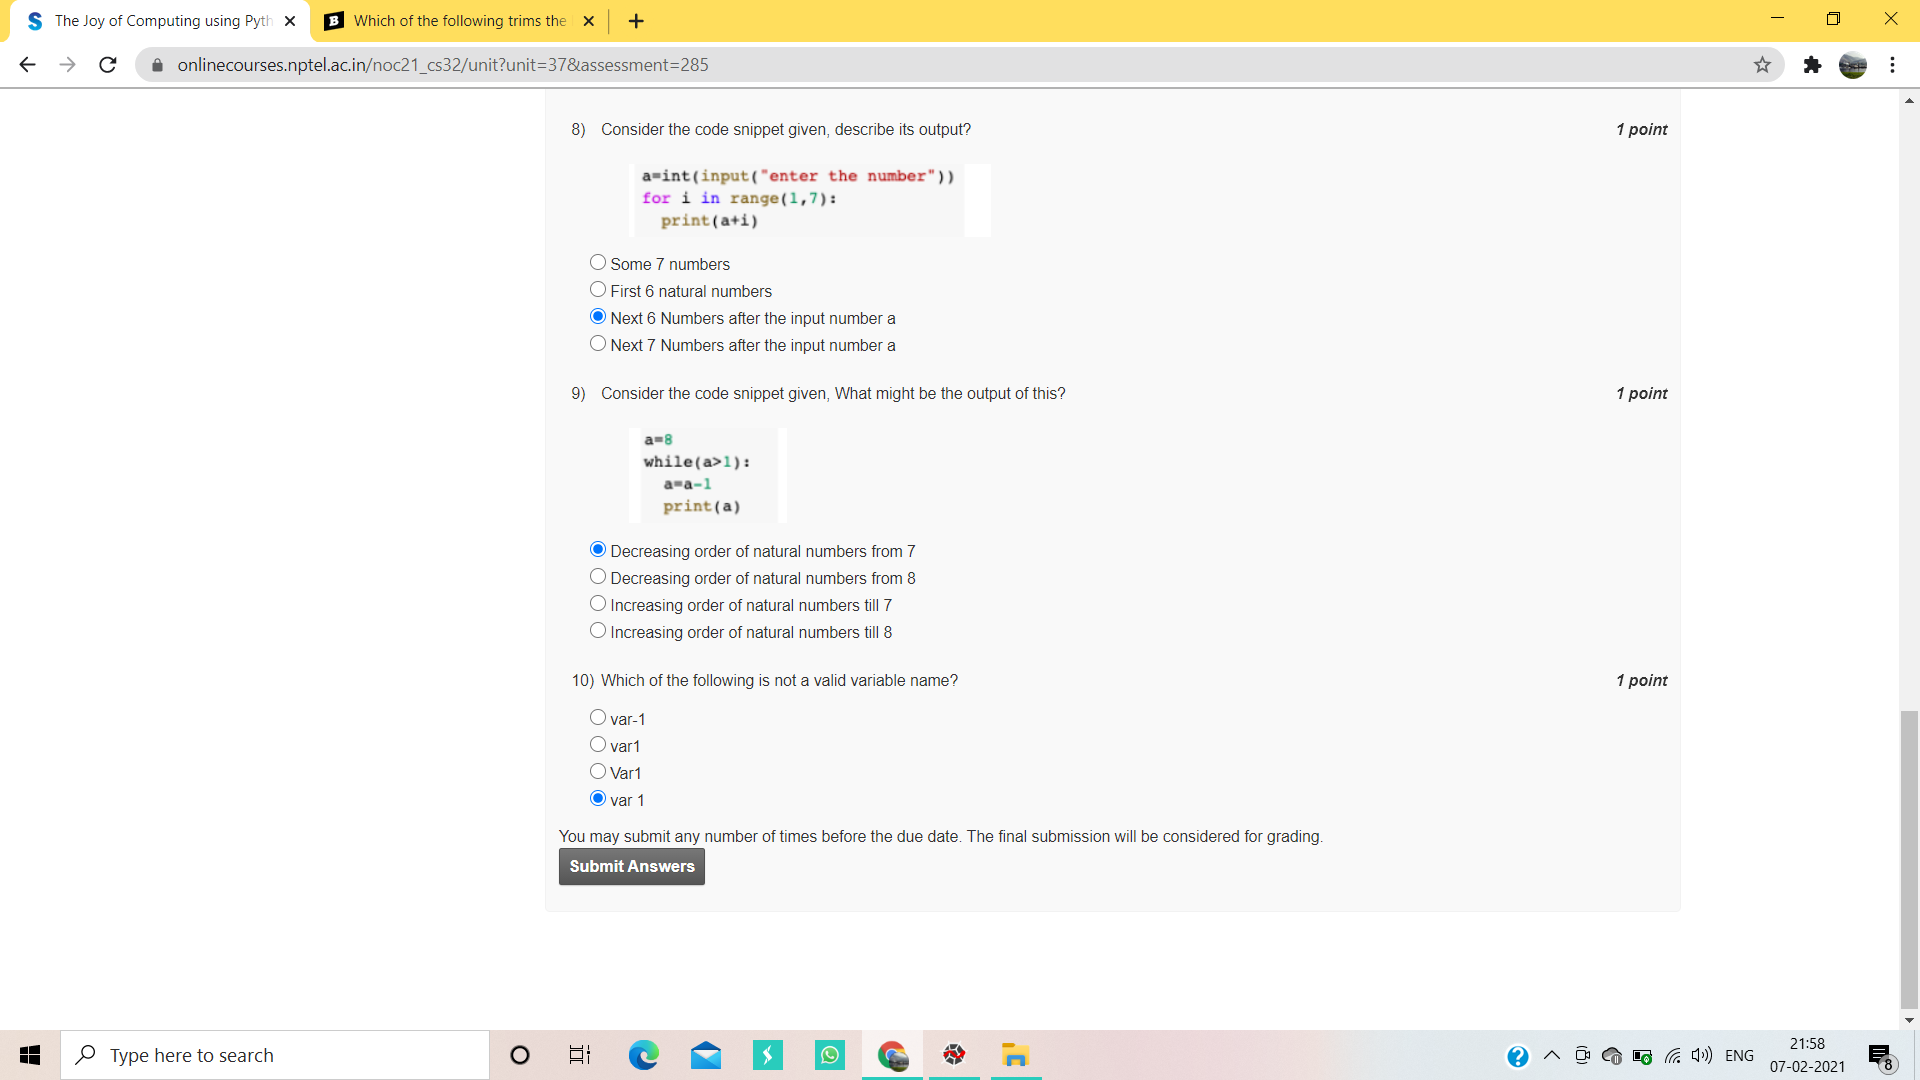 The Joy of Computing using Pyth
Which of the following trims the
onlinecourses.nptel.ac.in/noc21_cs32/unit?unit=37&assessment=285
8) Consider the code snippet given, describe its output?
1 point
a=int(input("enter the number"))
for i in range(1,7):
print(a+i)
Some 7 numbers
First 6 natural numbers
Next 6 Numbers after the input number a
Next 7 Numbers after the input number a
9) Consider the code snippet given, What might be the output of this?
1 point
a=8
while(a>1):
a=a-1
print(a)
Decreasing order of natural numbers from 7
Decreasing order of natural numbers from 8
Increasing order of natural numbers till 7
Increasing order of natural numbers till 8
10) Which of the following is not a valid variable name?
1 point
var-1
var1
Var1
var 1
You may submit any number of times before the due date. The final submission will be considered for grading.
Submit Answers
Type here to search
ENG
21:58
07-02-2021
8